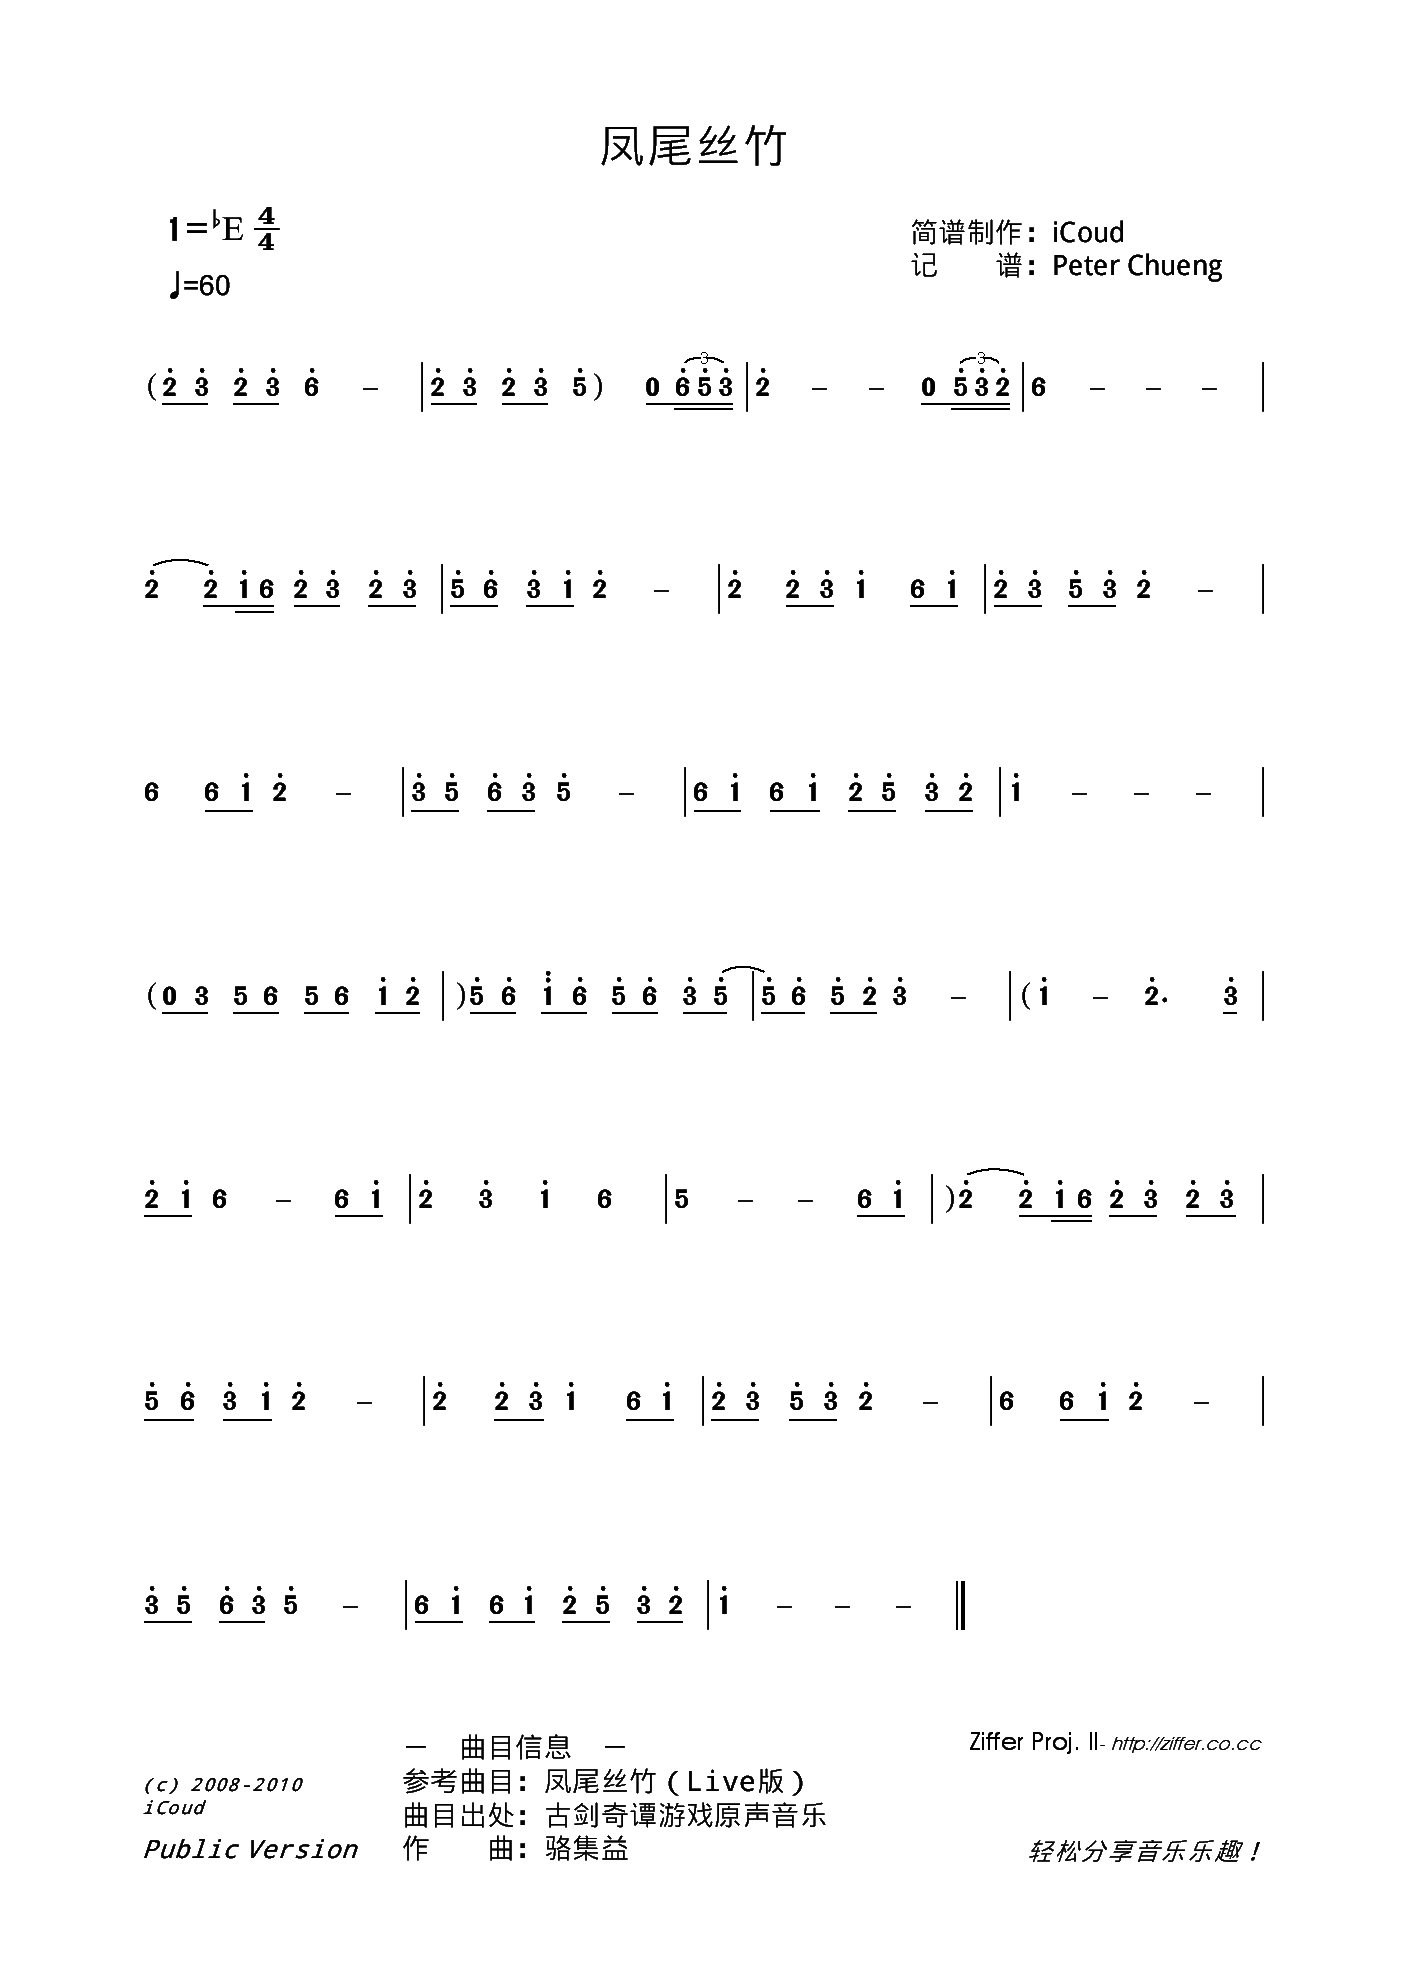 凤尾丝竹
1=♭E 4/4
♩=60
简谱制作：iCoud
记　　谱：Peter Chueng
(2̇ 3̇ 2̇ 3̇ 6̇ – | 2̇ 3̇ 2̇ 3̇ 5̇) 0 6̇ 5̇ 3̇ | 2̇ – – 0 5̇ 3̇ 2̇ | 6 – – – |
3 3
2̇ 2̇ 1̇ 6 2̇ 3̇ 2̇ 3̇ | 5̇ 6̇ 3̇ 1̇ 2̇ – | 2̇ 2̇ 3̇ 1̇ 6 1̇ | 2̇ 3̇ 5̇ 3̇ 2̇ – |
6 6 1̇ 2̇ – | 3̇ 5̇ 6̇ 3̇ 5̇ – | 6 1̇ 6 1̇ 2̇ 5̇ 3̇ 2̇ | 1̇ – – – |
(0 3 5 6 5 6 1̇ 2̇ | )5̇ 6̇ 1̈ 6̇ 5̇ 6̇ 3̇ 5̇ | 5̇ 6̇ 5̇ 2̇ 3̇ – | (1̇ – 2̇. 3̇ |
2̇ 1̇ 6 – 6 1̇ | 2̇ 3̇ 1̇ 6 | 5 – – 6 1̇ | )2̇ 2̇ 1̇ 6 2̇ 3̇ 2̇ 3̇ |
5̇ 6̇ 3̇ 1̇ 2̇ – | 2̇ 2̇ 3̇ 1̇ 6 1̇ | 2̇ 3̇ 5̇ 3̇ 2̇ – | 6 6 1̇ 2̇ – |
3̇ 5̇ 6̇ 3̇ 5̇ – | 6 1̇ 6 1̇ 2̇ 5̇ 3̇ 2̇ | 1̇ – – – ‖
— 曲目信息 —
参考曲目：凤尾丝竹（Live版）
曲目出处：古剑奇谭游戏原声音乐
作　　曲：骆集益
(c) 2008-2010
iCoud
Public Version
Ziffer Proj. II- http://ziffer.co.cc
轻松分享音乐乐趣！